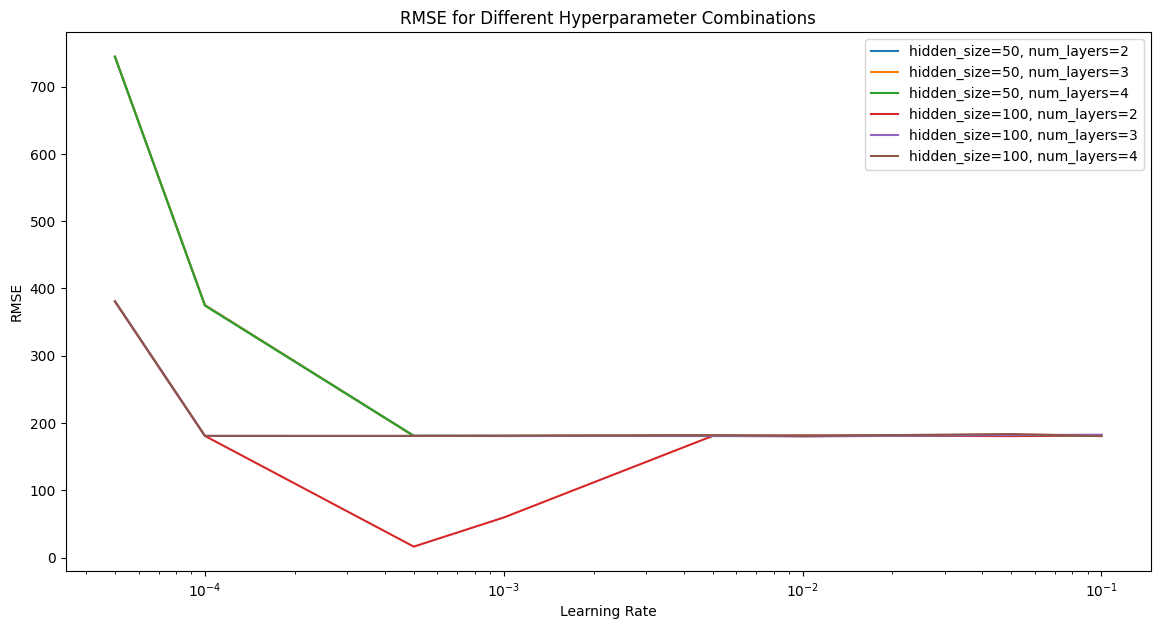 RMSE for Different Hyperparameter Combinations
hidden_size=50, num_layers=2
hidden_size=50, num_layers=3
hidden_size=50, num_layers=4
hidden_size=100, num_layers=2
hidden_size=100, num_layers=3
hidden_size=100, num_layers=4
RMSE
700
600
500
400
300
200
100
0
10⁻⁴ 10⁻³ 10⁻² 10⁻¹
Learning Rate